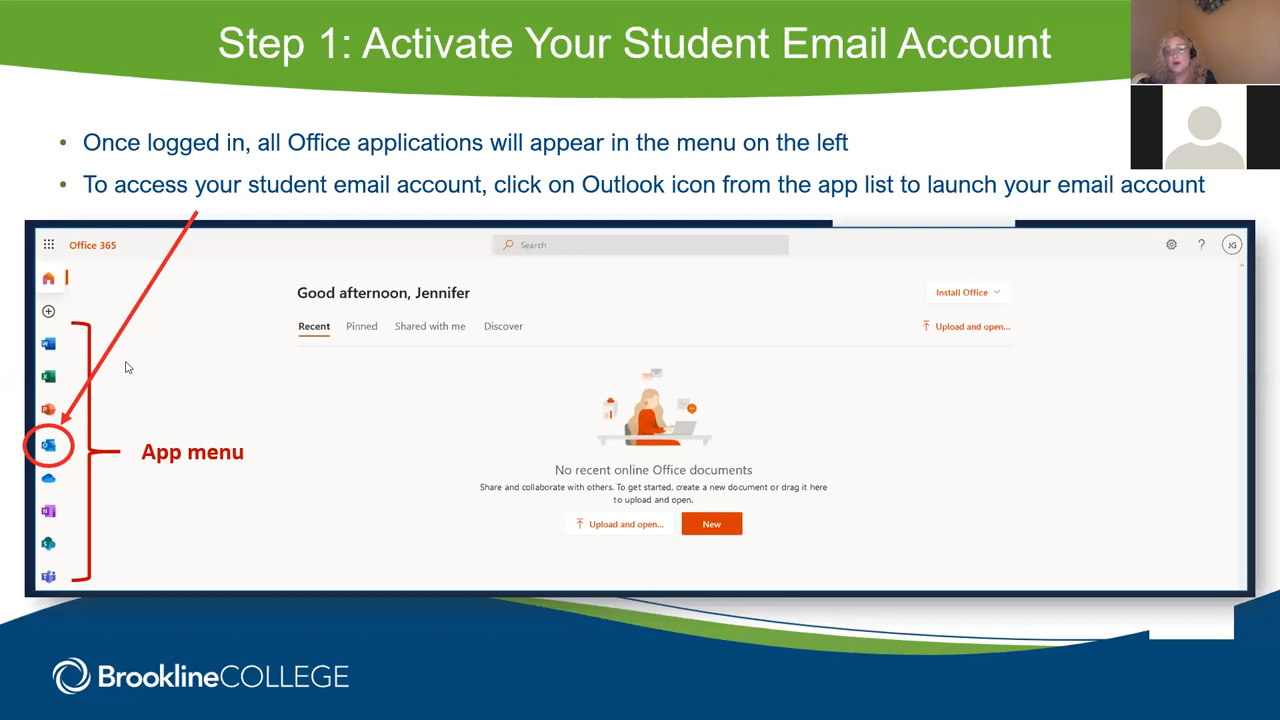 Step 1: Activate Your Student Email Account
• Once logged in, all Office applications will appear in the menu on the left
• To access your student email account, click on Outlook icon from the app list to launch your email account
Office 365
Search
?
JG
Good afternoon, Jennifer
Install Office
Recent Pinned Shared with me Discover
Upload and open...
App menu
No recent online Office documents
Share and collaborate with others. To get started, create a new document or drag it here
to upload and open.
Upload and open...
New
BrooklineCOLLEGE